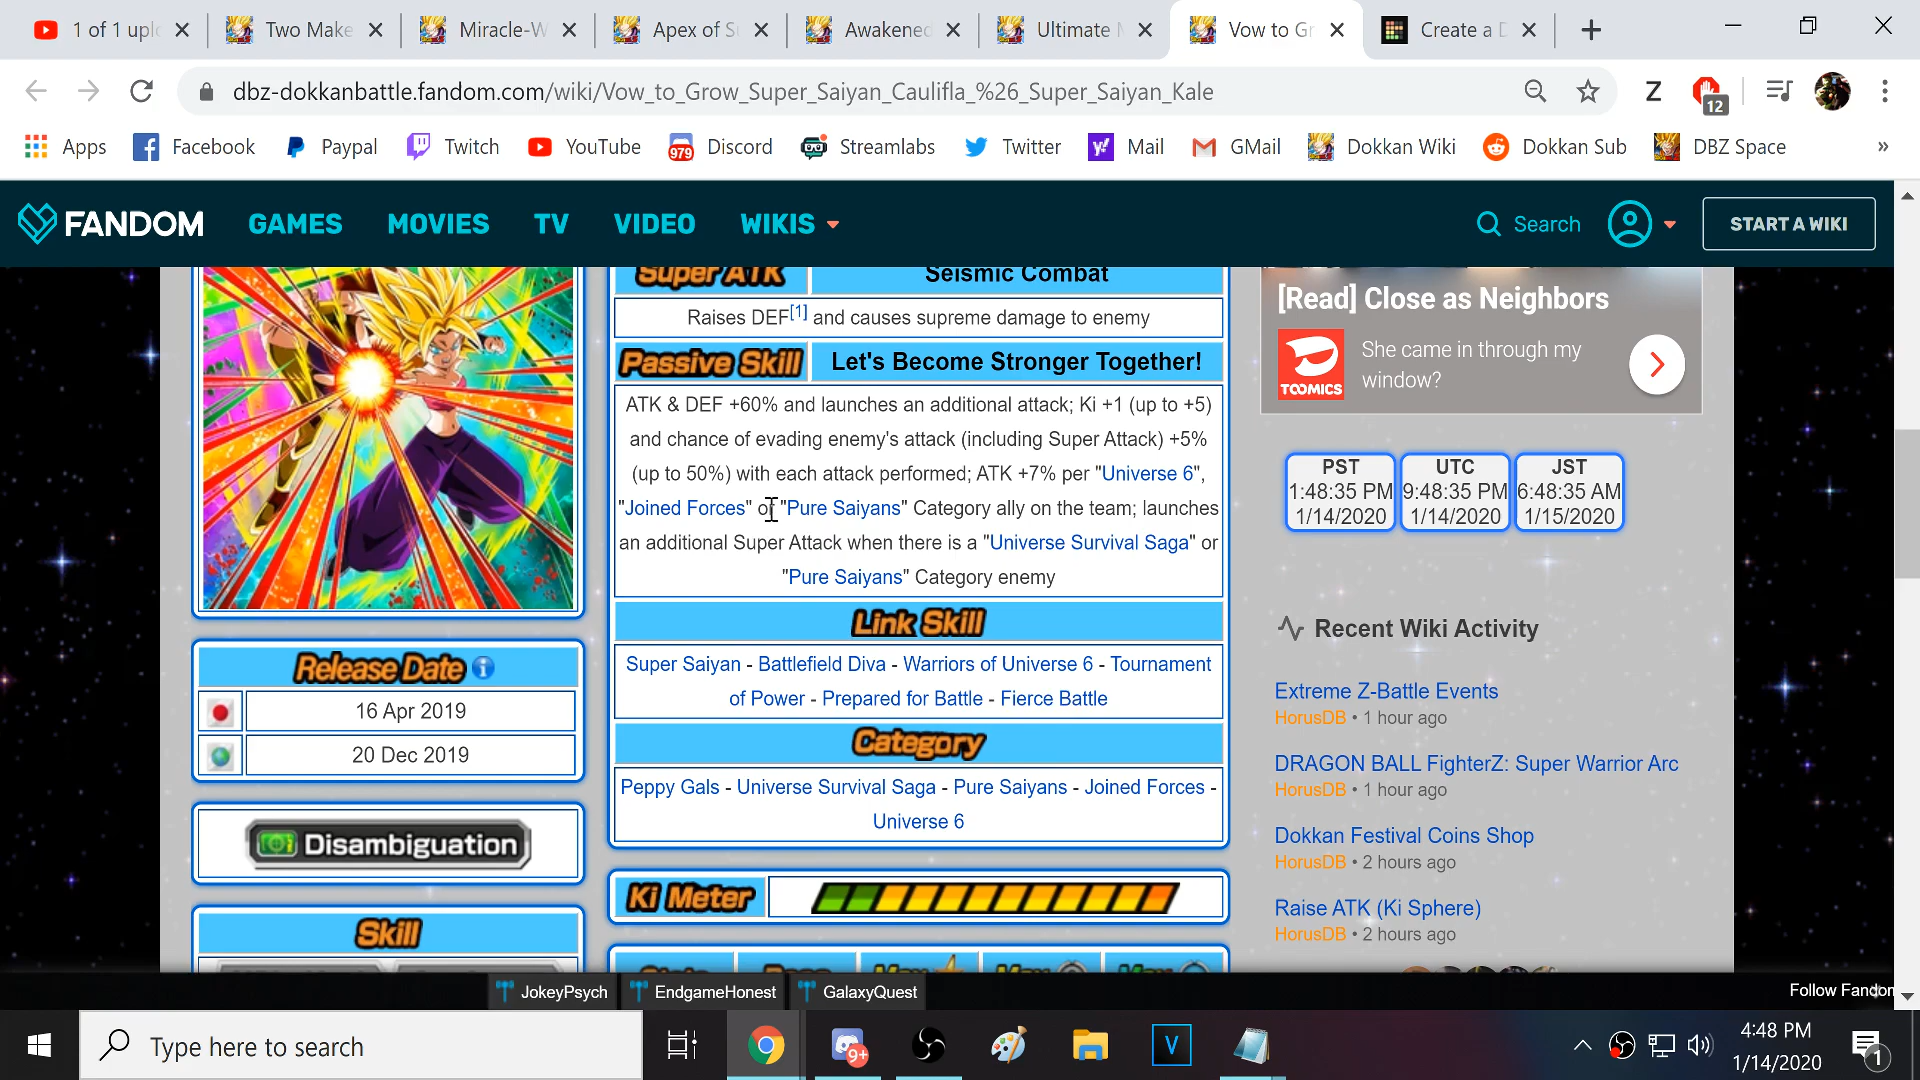 1 of 1 upl
Two Make
Miracle-W
Apex of S
Awakened
Ultimate
Vow to Gr
Create a D
dbz-dokkanbattle.fandom.com/wiki/Vow_to_Grow_Super_Saiyan_Caulifla_%26_Super_Saiyan_Kale
Z
12
Apps
Facebook
Paypal
Twitch
YouTube
979
Discord
Streamlabs
Twitter
Mail
GMail
Dokkan Wiki
Dokkan Sub
DBZ Space
»
FANDOM
GAMES
MOVIES
TV
VIDEO
WIKIS
Search
START A WIKI
Super ATK
Seismic Combat
Raises DEF[1] and causes supreme damage to enemy
Passive Skill
Let's Become Stronger Together!
ATK & DEF +60% and launches an additional attack; Ki +1 (up to +5)
and chance of evading enemy's attack (including Super Attack) +5%
(up to 50%) with each attack performed; ATK +7% per "Universe 6",
"Joined Forces" or "Pure Saiyans" Category ally on the team; launches
an additional Super Attack when there is a "Universe Survival Saga" or
"Pure Saiyans" Category enemy
Link Skill
Super Saiyan - Battlefield Diva - Warriors of Universe 6 - Tournament
of Power - Prepared for Battle - Fierce Battle
Category
Peppy Gals - Universe Survival Saga - Pure Saiyans - Joined Forces -
Universe 6
Ki Meter
Release Date
16 Apr 2019
20 Dec 2019
Disambiguation
Skill
[Read] Close as Neighbors
TOOMICS
She came in through my
window?
PST
1:48:35 PM
1/14/2020
UTC
9:48:35 PM
1/14/2020
JST
6:48:35 AM
1/15/2020
Recent Wiki Activity
Extreme Z-Battle Events
HorusDB • 1 hour ago
DRAGON BALL FighterZ: Super Warrior Arc
HorusDB • 1 hour ago
Dokkan Festival Coins Shop
HorusDB • 2 hours ago
Raise ATK (Ki Sphere)
HorusDB • 2 hours ago
JokeyPsych
EndgameHonest
GalaxyQuest
Follow Fandom
Type here to search
9+
V
4:48 PM
1/14/2020
1